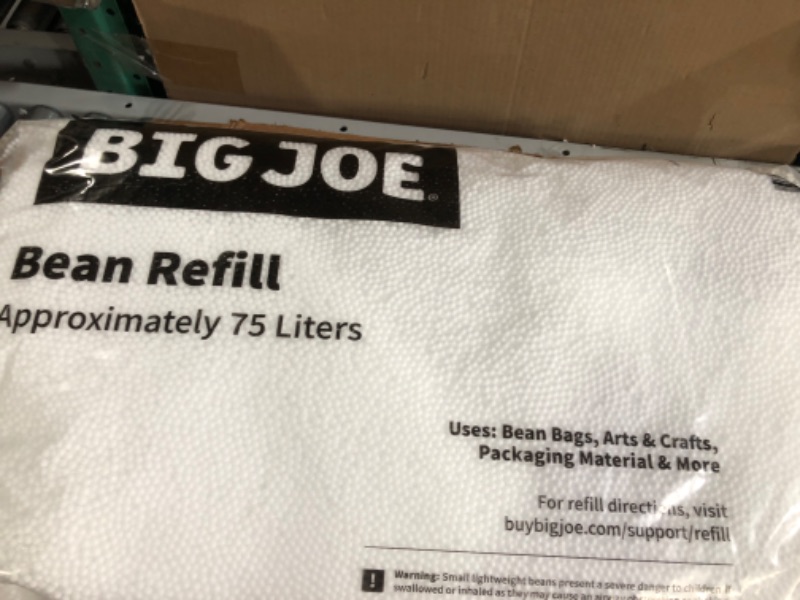 BIG JOE®
Bean Refill
Approximately 75 Liters
Uses: Bean Bags, Arts & Crafts,
Packaging Material & More
For refill directions, visit
buybigjoe.com/support/refill
! Warning: Small lightweight beans present a severe danger to children if
swallowed or inhaled as they may cause an